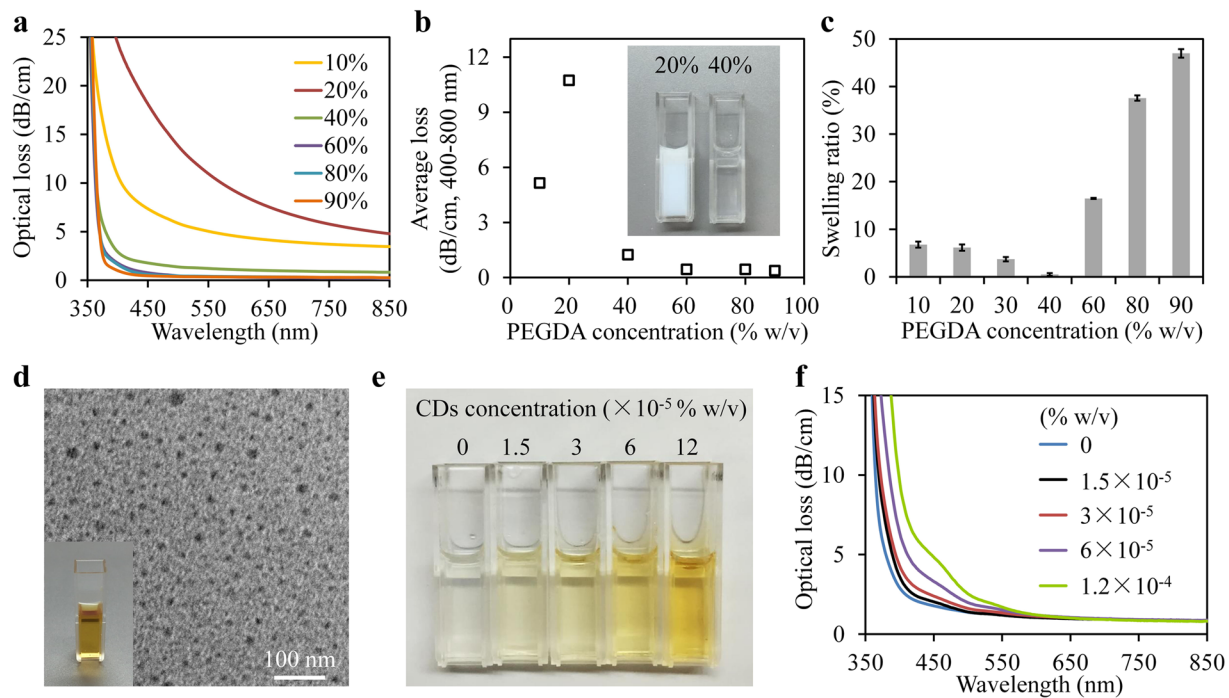 a
25
20
15
10
5
0
Optical loss (dB/cm)
10%
20%
40%
60%
80%
90%
350 450 550 650 750 850
Wavelength (nm)
b
12
9
6
3
0
Average loss
(dB/cm, 400-800 nm)
20% 40%
0 20 40 60 80 100
PEGDA concentration (% w/v)
c
50
40
30
20
10
0
Swelling ratio (%)
10 20 30 40 60 80 90
PEGDA concentration (% w/v)
d
100 nm
e
CDs concentration (×10-5 % w/v)
0 1.5 3 6 12
f
15
10
5
0
Optical loss (dB/cm)
(% w/v)
0
1.5×10-5
3×10-5
6×10-5
1.2×10-4
350 450 550 650 750 850
Wavelength (nm)